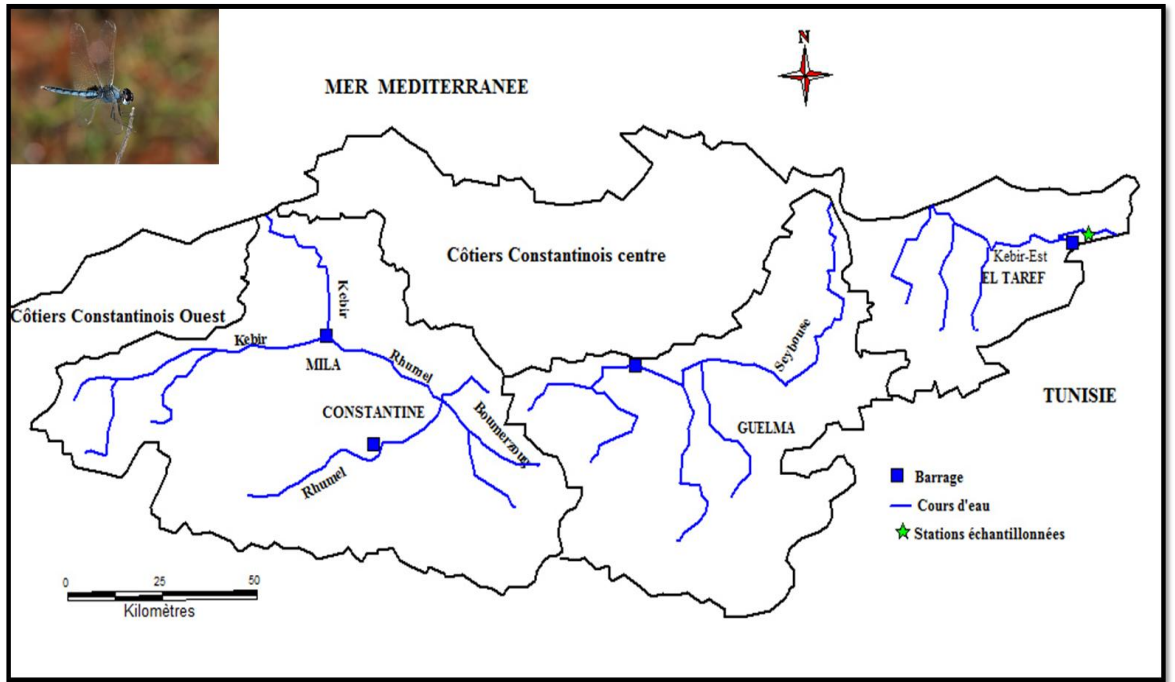 N
MER MEDITERRANEE
Côtiers Constantinois centre
Kebir-Est
EL TAREF
Kebir
Côtiers Constantinois Ouest
Kebir
Seybouse
Rhumel
MILA
TUNISIE
CONSTANTINE
Boumerzoug
GUELMA
Rhumel
Barrage
Cours d'eau
Stations échantillonnées
0 25 50
Kilomètres